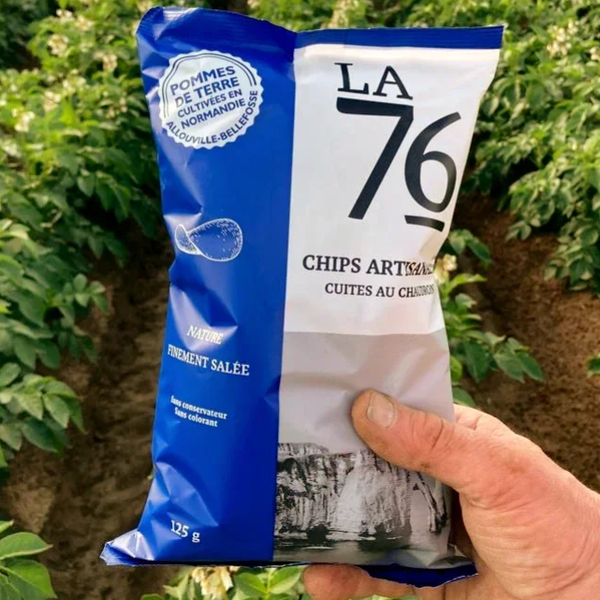 POMMES
DE TERRE
CULTIVÉES EN
NORMANDIE
ALLOUVILLE-BELLEFOSSE
LA
76
CHIPS ARTISANALES
CUITES AU CHAUDRON
NATURE
FINEMENT SALÉE
Sans conservateur
Sans colorant
125 g